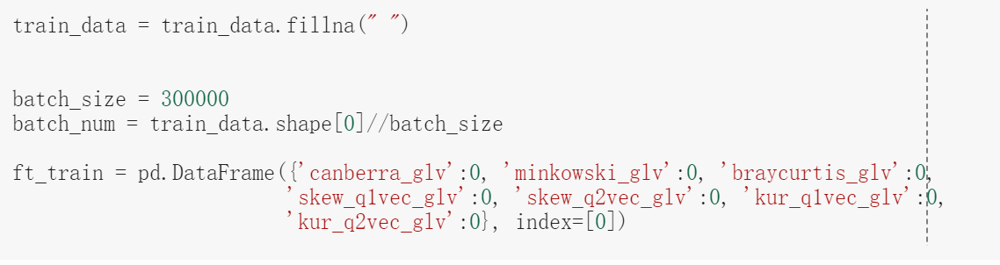 train_data = train_data.fillna(" ")
batch_size = 300000
batch_num = train_data.shape[0]//batch_size
ft_train = pd.DataFrame({'canberra_glv':0, 'minkowski_glv':0, 'braycurtis_glv':0,
'skew_q1vec_glv':0, 'skew_q2vec_glv':0, 'kur_q1vec_glv':0,
'kur_q2vec_glv':0}, index=[0])